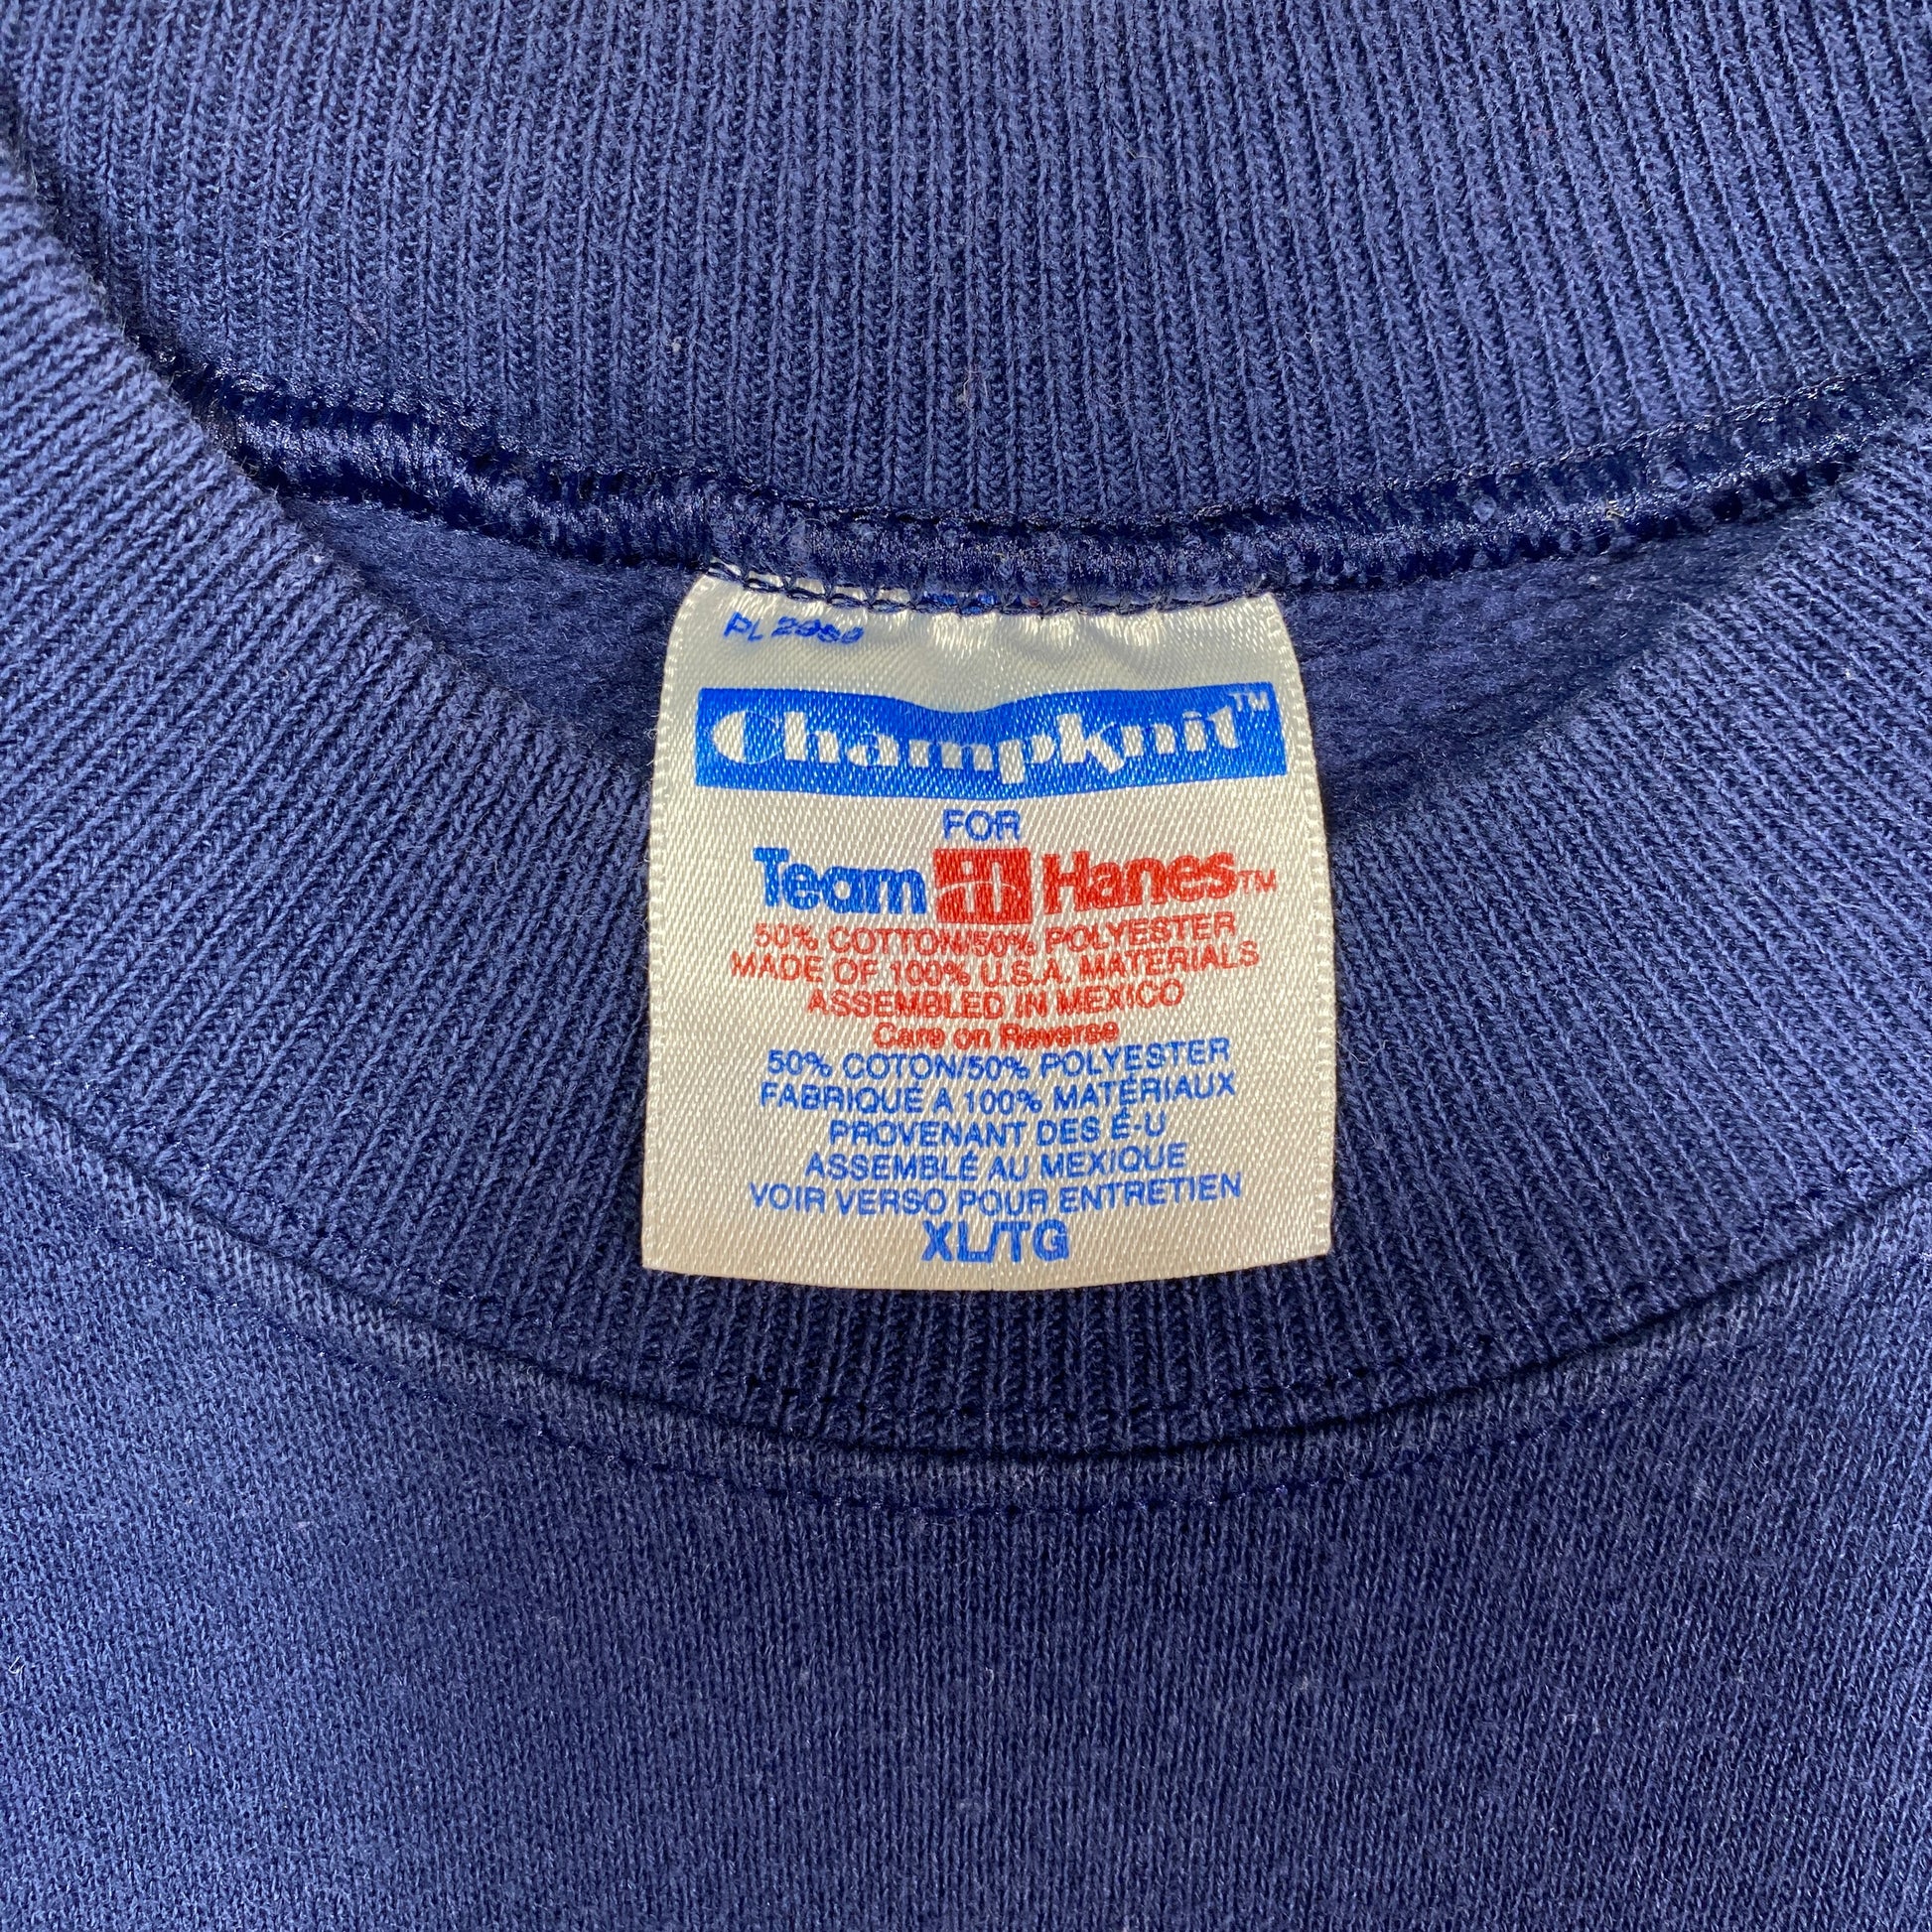 PL 2980
Champknit™
FOR
Team Hanes™
50% COTTON/50% POLYESTER
MADE OF 100% U.S.A. MATERIALS
ASSEMBLED IN MEXICO
Care on Reverse
50% COTON/50% POLYESTER
FABRIQUÉ A 100% MATÉRIAUX
PROVENANT DES É-U
ASSEMBLÉ AU MEXIQUE
VOIR VERSO POUR ENTRETIEN
XL/TG